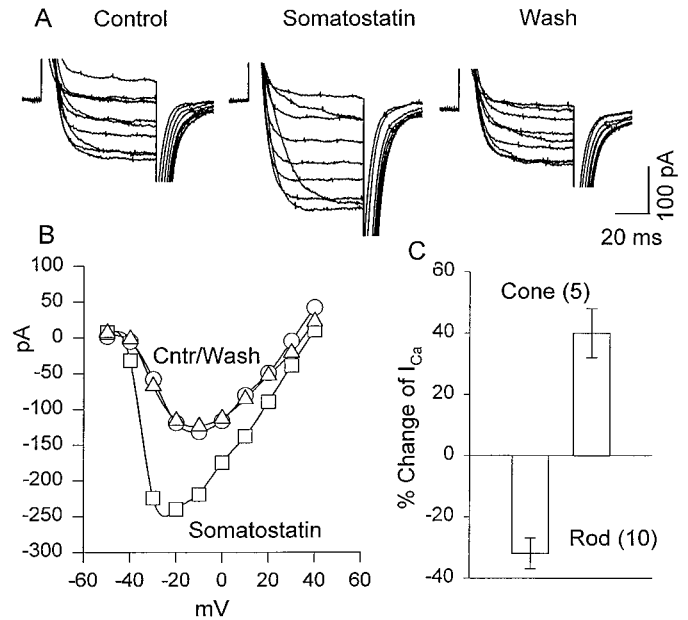 A
Control
Somatostatin
Wash
100 pA
20 ms
B
100
50
0
-50
-100
-150
-200
-250
-300
pA
Cntr/Wash
Somatostatin
-60
-40
-20
0
20
40
60
mV
C
60
40
20
0
-20
-40
% Change of I_Ca
Cone (5)
Rod (10)